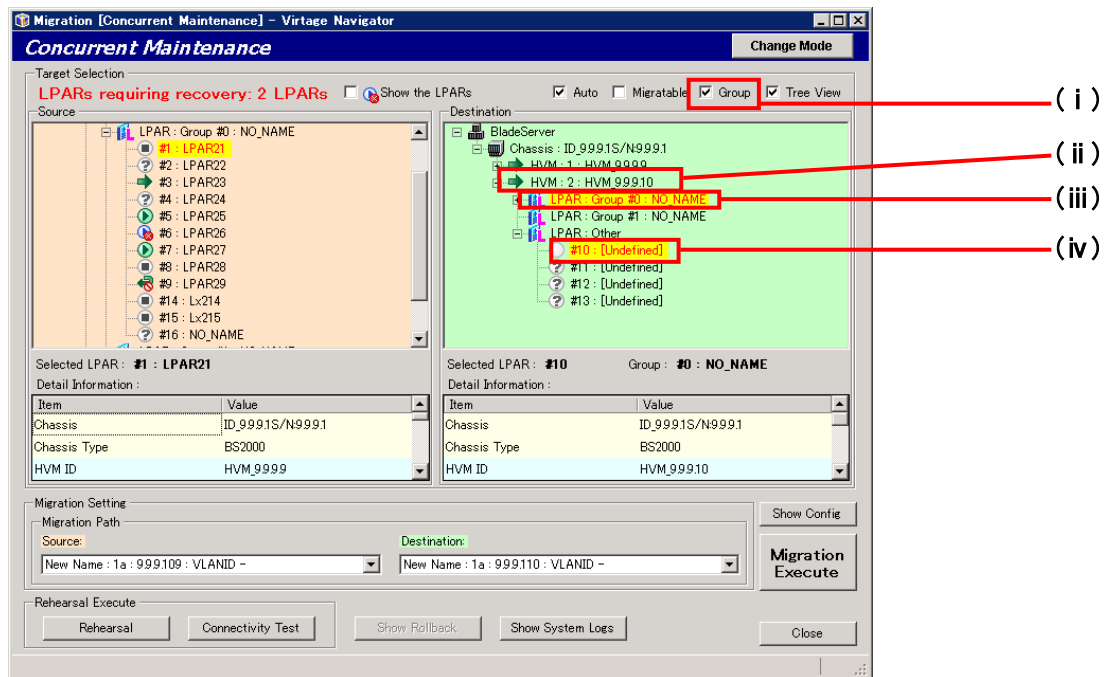 Migration [Concurrent Maintenance] - Virtage Navigator
Concurrent Maintenance
Change Mode
Target Selection
LPARs requiring recovery: 2 LPARs
Show the LPARs
Auto
Migratable
Group
Tree View
(i)
Source
LPAR : Group #0 : NO_NAME
#1 : LPAR21
#2 : LPAR22
#3 : LPAR23
#4 : LPAR24
#5 : LPAR25
#6 : LPAR26
#7 : LPAR27
#8 : LPAR28
#9 : LPAR29
#14 : Lx214
#15 : Lx215
#16 : NO_NAME
Destination
BladeServer
Chassis : ID_9.9.9.1S/N:9.9.9.1
HVM : 1 : HVM_9.9.9.9
HVM : 2 : HVM_9.9.9.10
(ii)
LPAR : Group #0 : NO_NAME
(iii)
LPAR : Group #1 : NO_NAME
LPAR : Other
#10 : [Undefined]
(iv)
#11 : [Undefined]
#12 : [Undefined]
#13 : [Undefined]
Selected LPAR : #1 : LPAR21
Detail Information :
Item Value
Chassis ID_9.9.9.1S/N:9.9.9.1
Chassis Type BS2000
HVM ID HVM_9.9.9.9
Selected LPAR : #10 Group : #0 : NO_NAME
Detail Information :
Item Value
Chassis ID_9.9.9.1S/N:9.9.9.1
Chassis Type BS2000
HVM ID HVM_9.9.9.10
Migration Setting
Migration Path
Source:
New Name : 1a : 9.9.9.109 : VLANID -
Destination:
New Name : 1a : 9.9.9.110 : VLANID -
Show Config
Migration
Execute
Rehearsal Execute
Rehearsal
Connectivity Test
Show Rollback
Show System Logs
Close